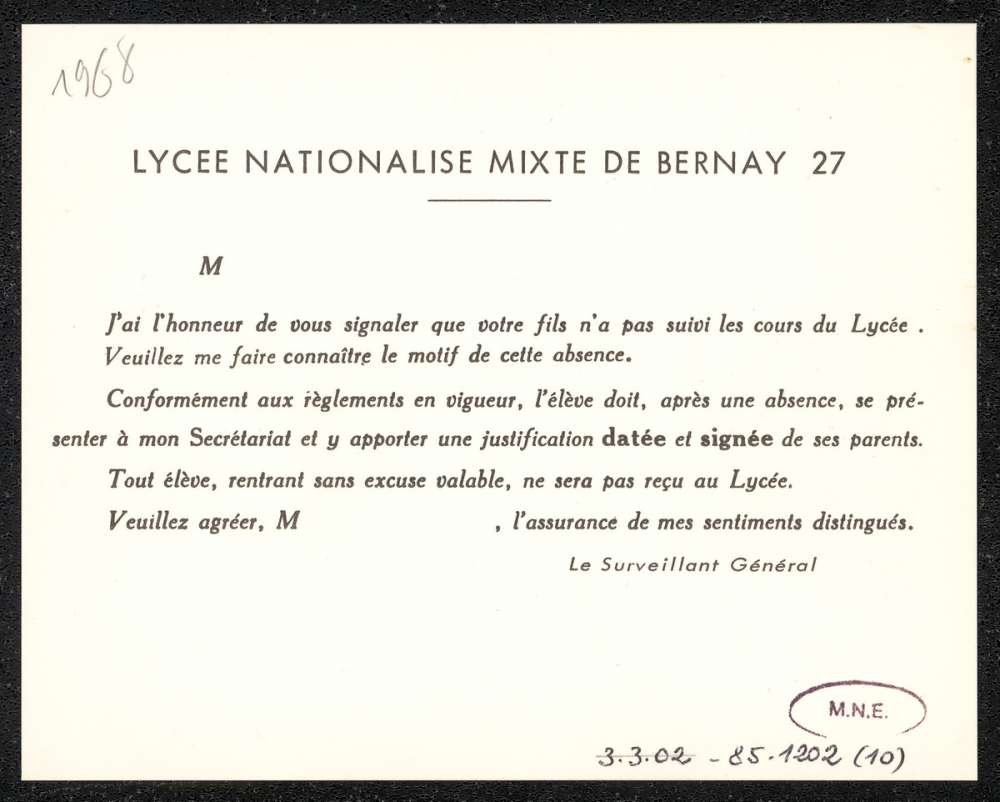 1968
LYCEE NATIONALISE MIXTE DE BERNAY 27
M
J'ai l'honneur de vous signaler que votre fils n'a pas suivi les cours du Lycée .
Veuillez me faire connaître le motif de cette absence.
Conformément aux règlements en vigueur, l'élève doit, après une absence, se pré-
senter à mon Secrétariat et y apporter une justification datée et signée de ses parents.
Tout élève, rentrant sans excuse valable, ne sera pas reçu au Lycée.
Veuillez agréer, M , l'assurance de mes sentiments distingués.
Le Surveillant Général
M.N.E.
3.3.02 - 85.1202 (10)